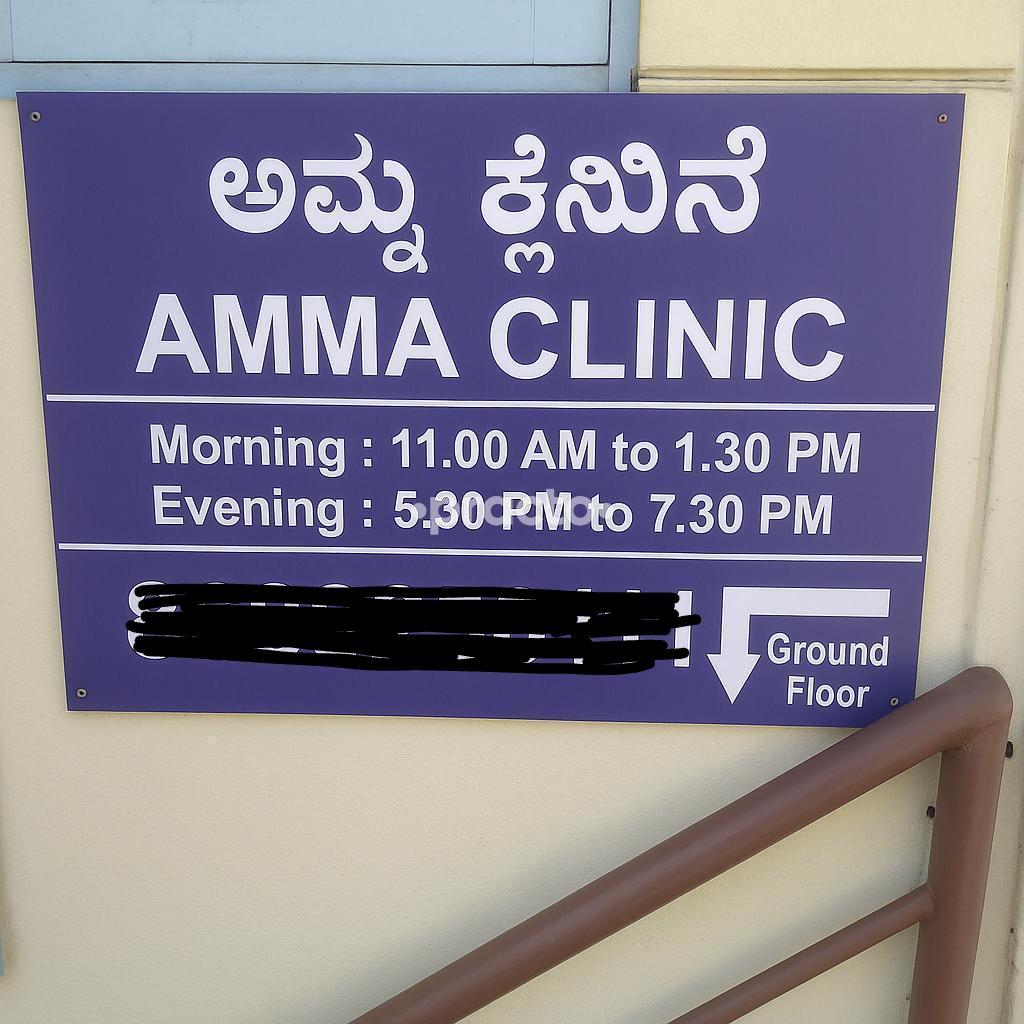 ಅಮ್ನ ಕ್ಲೆನಿುನೆ
AMMA CLINIC
Morning : 11.00 AM to 1.30 PM
Evening : 5.30 PM to 7.30 PM
•practo•
Ground
Floor